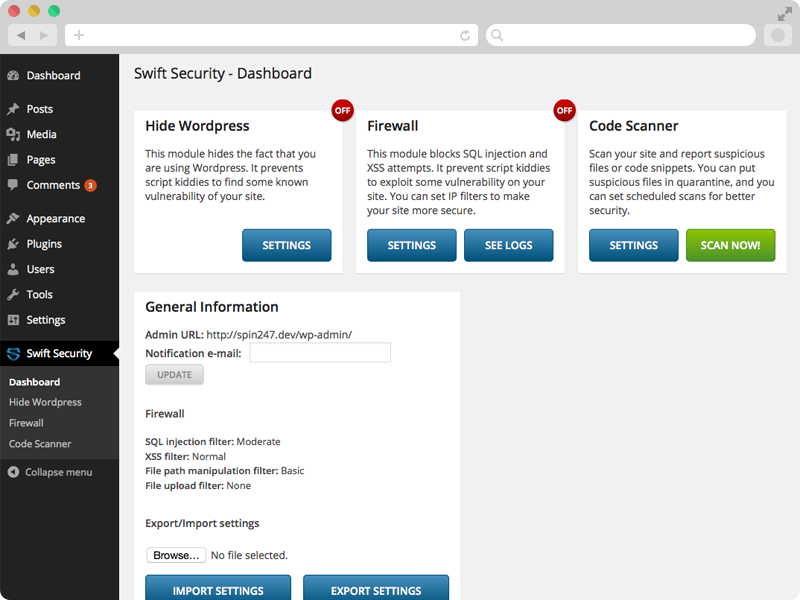 Dashboard
Posts
Media
Pages
Comments 3
Appearance
Plugins
Users
Tools
Settings
Swift Security
Dashboard
Hide Wordpress
Firewall
Code Scanner
Collapse menu
Swift Security - Dashboard
OFF
Hide Wordpress
This module hides the fact that you
are using Wordpress. It prevents
script kiddies to find some known
vulnerability of your site.
SETTINGS
OFF
Firewall
This module blocks SQL injection and
XSS attempts. It prevent script kiddies
to exploit some vulnerability on your
site. You can set IP filters to make
your site more secure.
SETTINGS SEE LOGS
Code Scanner
Scan your site and report suspicious
files or code snippets. You can put
suspicious files in quarantine, and you
can set scheduled scans for better
security.
SETTINGS SCAN NOW!
General Information
Admin URL: http://spin247.dev/wp-admin/
Notification e-mail:
UPDATE
Firewall
SQL injection filter: Moderate
XSS filter: Normal
File path manipulation filter: Basic
File upload filter: None
Export/Import settings
Browse... No file selected.
IMPORT SETTINGS EXPORT SETTINGS